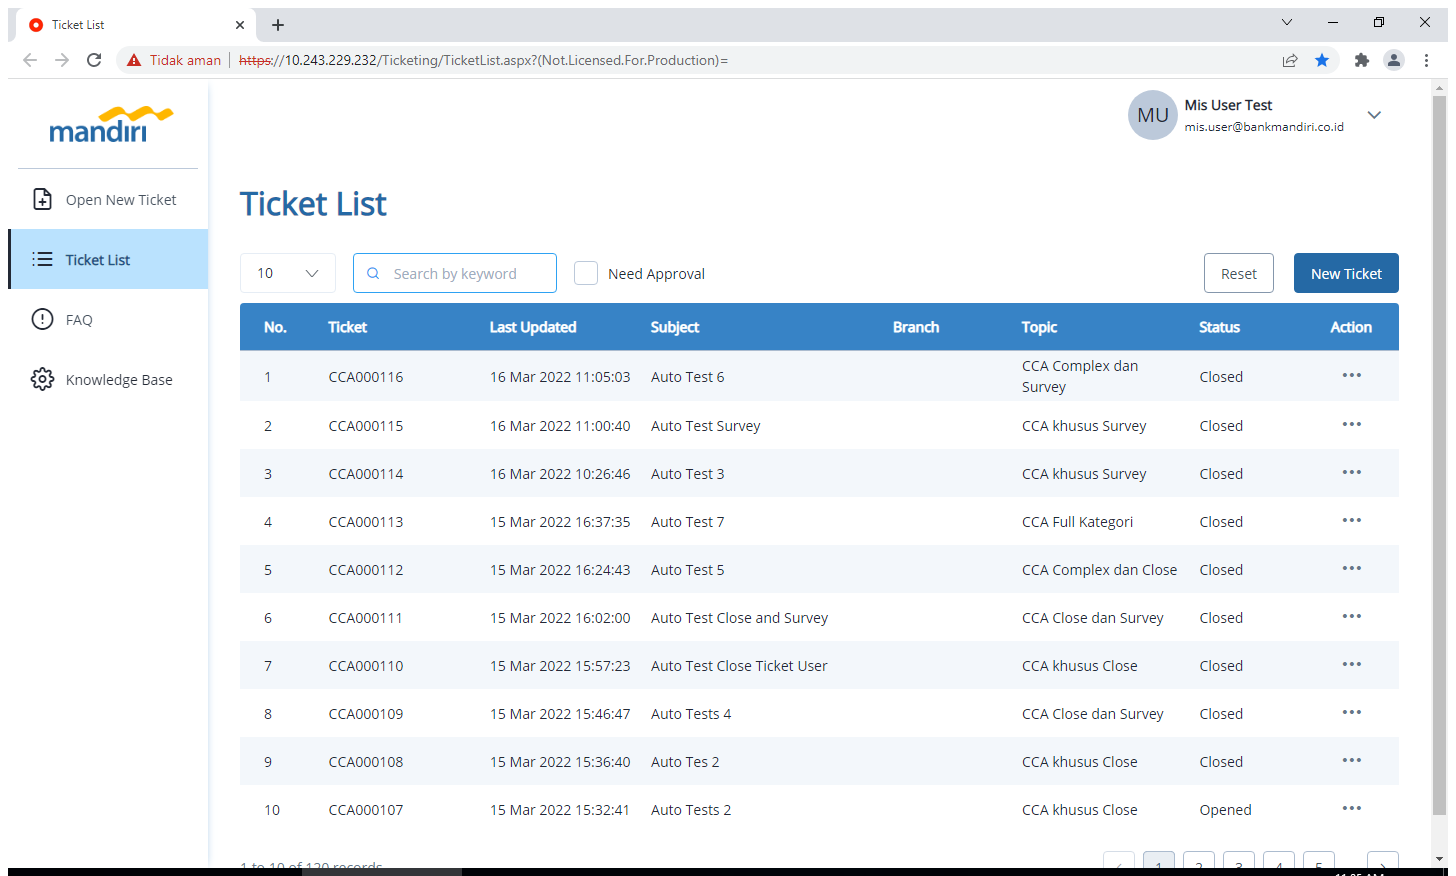 Ticket List
Tidak aman
https://10.243.229.232/Ticketing/TicketList.aspx?(Not.Licensed.For.Production)=
mandiri
MU
Mis User Test
mis.user@bankmandiri.co.id
Open New Ticket
Ticket List
FAQ
Knowledge Base
Ticket List
10 Search by keyword Need Approval Reset New Ticket
No. Ticket Last Updated Subject Branch Topic Status Action
1 CCA000116 16 Mar 2022 11:05:03 Auto Test 6 CCA Complex dan Survey Closed
2 CCA000115 16 Mar 2022 11:00:40 Auto Test Survey CCA khusus Survey Closed
3 CCA000114 16 Mar 2022 10:26:46 Auto Test 3 CCA khusus Survey Closed
4 CCA000113 15 Mar 2022 16:37:35 Auto Test 7 CCA Full Kategori Closed
5 CCA000112 15 Mar 2022 16:24:43 Auto Test 5 CCA Complex dan Close Closed
6 CCA000111 15 Mar 2022 16:02:00 Auto Test Close and Survey CCA Close dan Survey Closed
7 CCA000110 15 Mar 2022 15:57:23 Auto Test Close Ticket User CCA khusus Close Closed
8 CCA000109 15 Mar 2022 15:46:47 Auto Tests 4 CCA Close dan Survey Closed
9 CCA000108 15 Mar 2022 15:36:40 Auto Tes 2 CCA khusus Close Closed
10 CCA000107 15 Mar 2022 15:32:41 Auto Tests 2 CCA khusus Close Opened
1 to 10 of 120 records 1 2 3 4 5